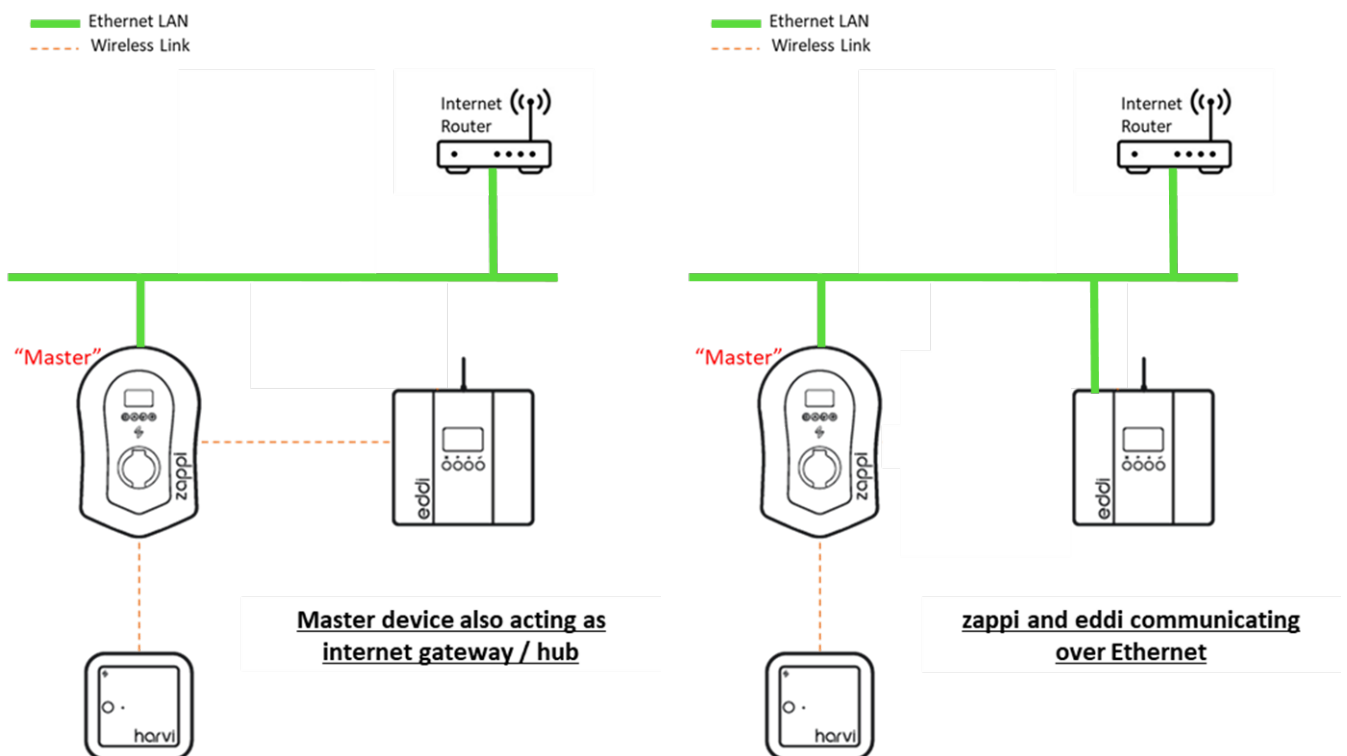 Ethernet LAN
Wireless Link
Internet
Router
“Master”
zappi
eddi
Master device also acting as
internet gateway / hub
harvi
Ethernet LAN
Wireless Link
Internet
Router
“Master”
zappi
eddi
zappi and eddi communicating
over Ethernet
harvi